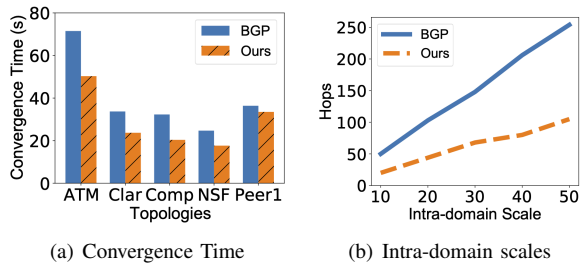 Convergence Time (s)
80
60
40
20
0
BGP
Ours
ATM Clar Comp NSF Peer1
Topologies
(a) Convergence Time
Hops
250
200
150
100
50
0
BGP
Ours
10 20 30 40 50
Intra-domain Scale
(b) Intra-domain scales